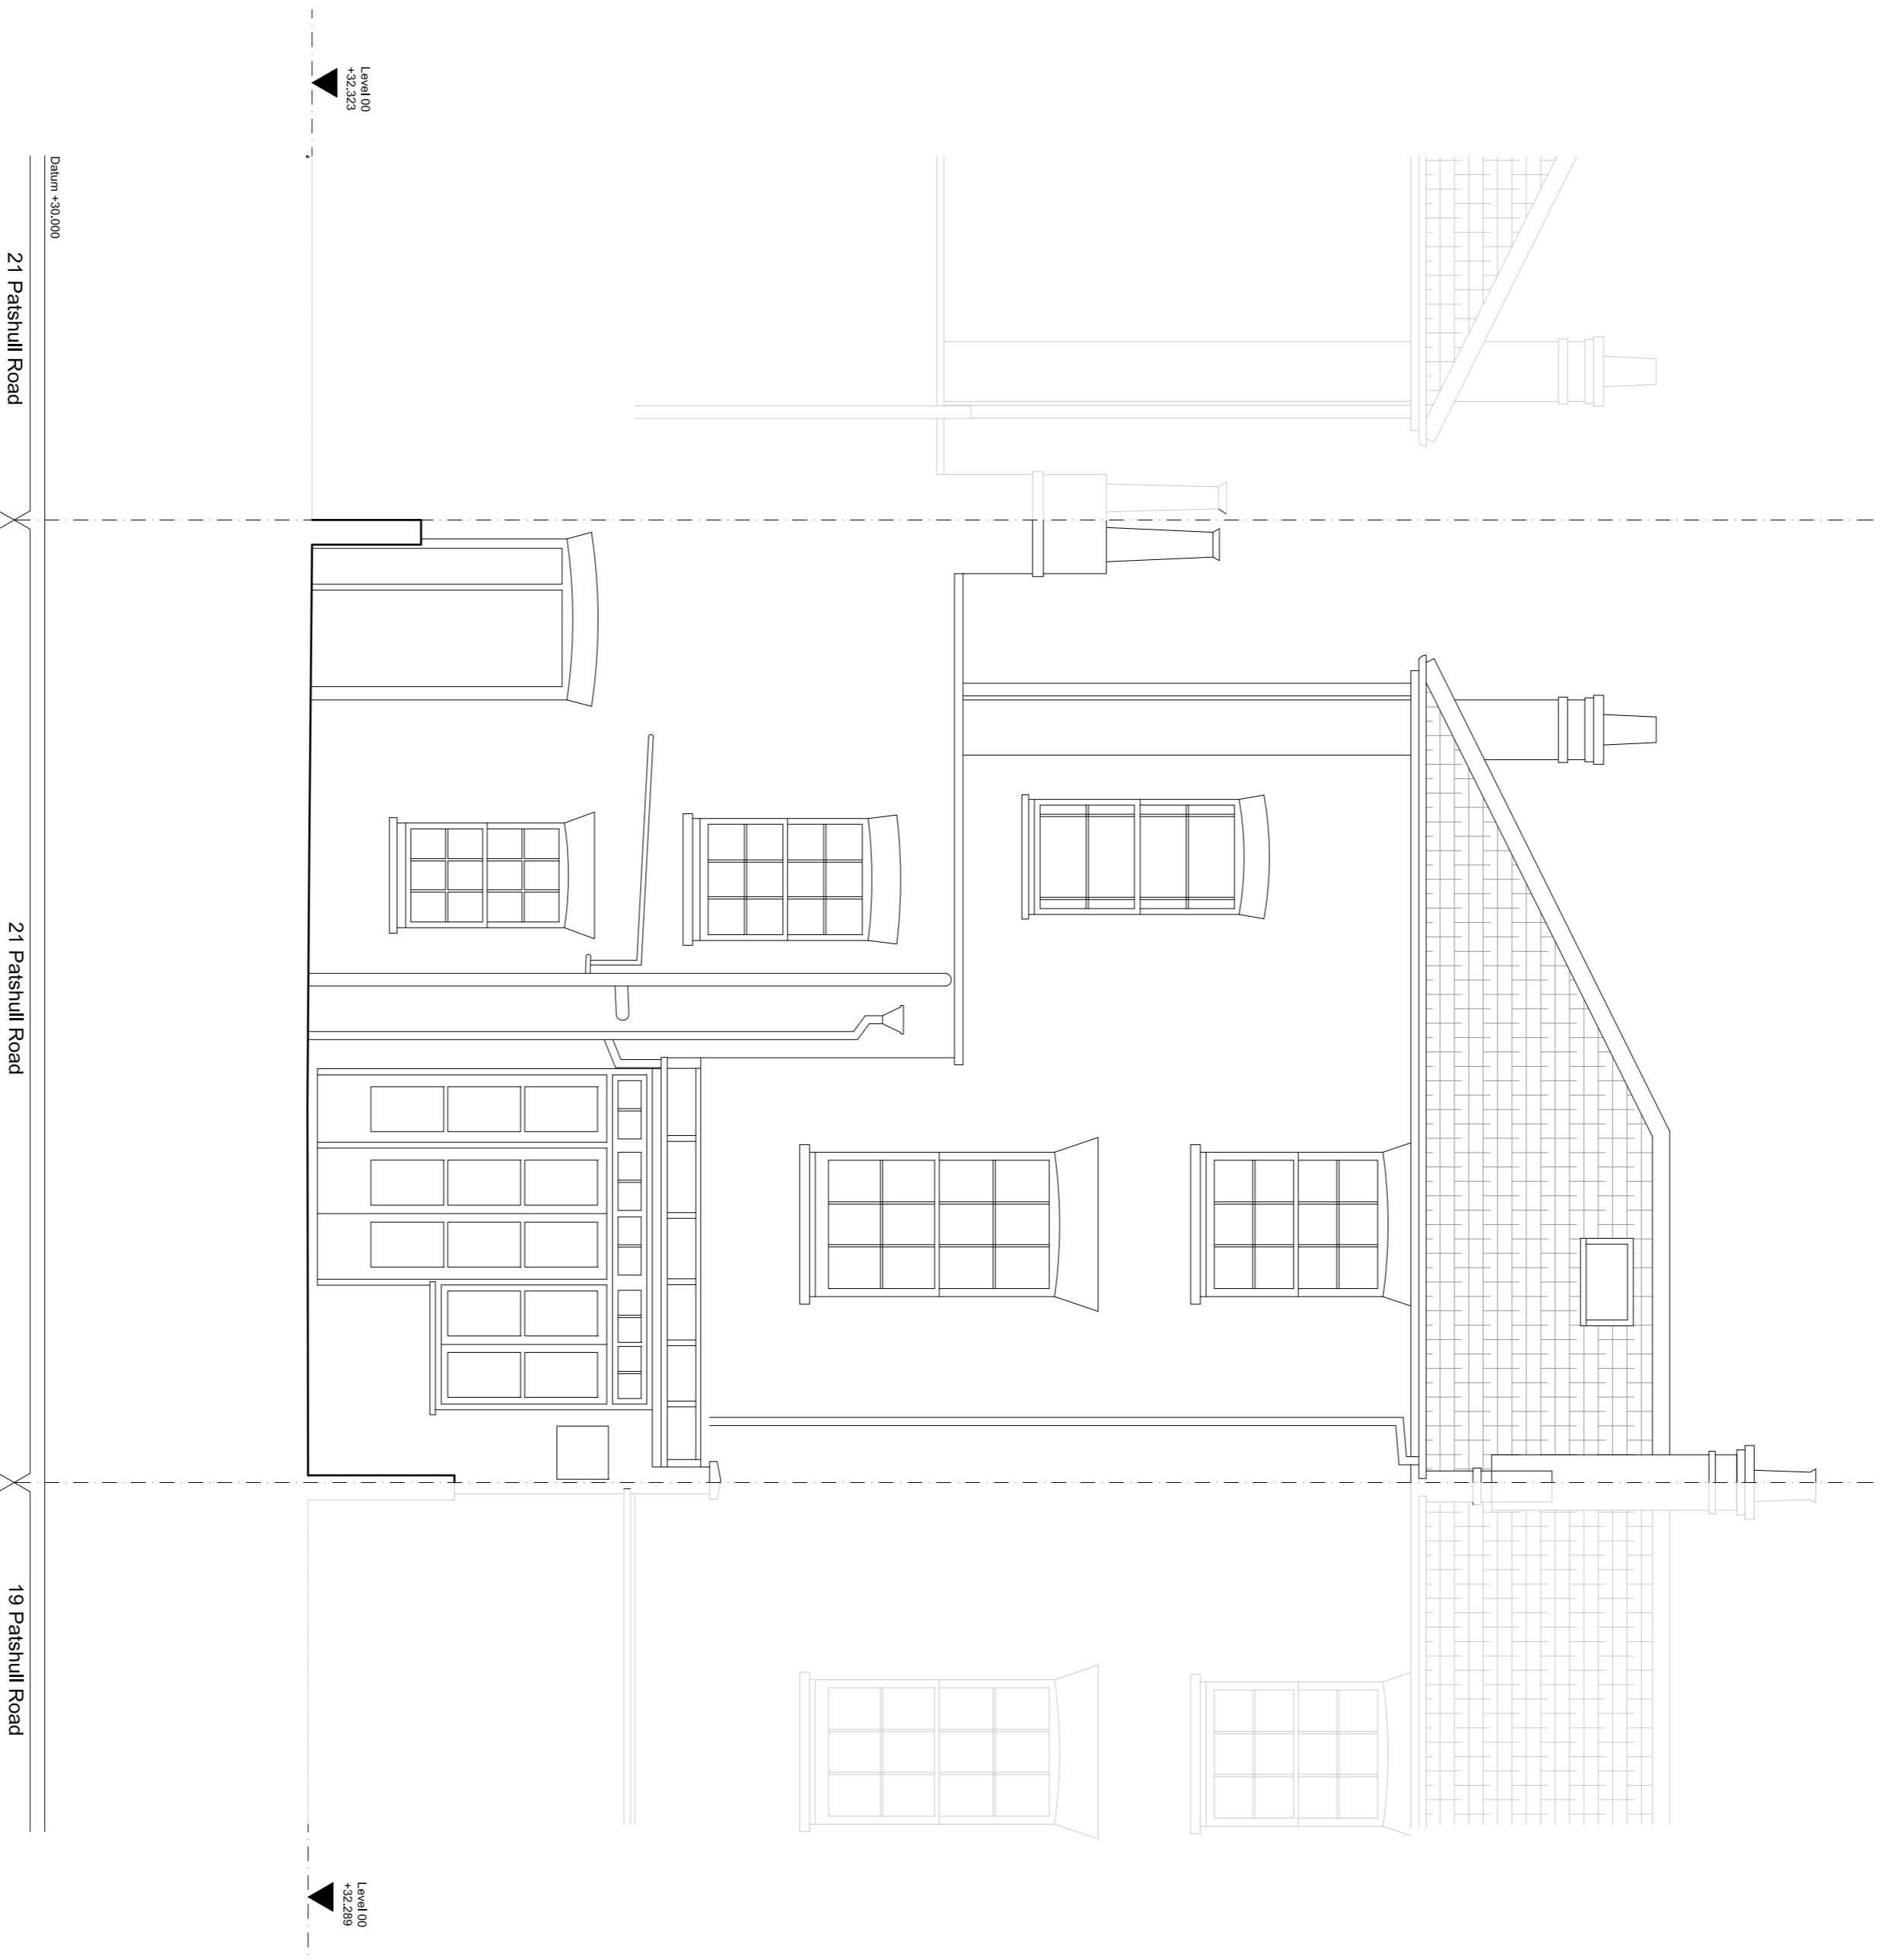 Level 00
+32.323
Level 00
+32.289
Datum +30.000
21 Patshull Road
21 Patshull Road
19 Patshull Road